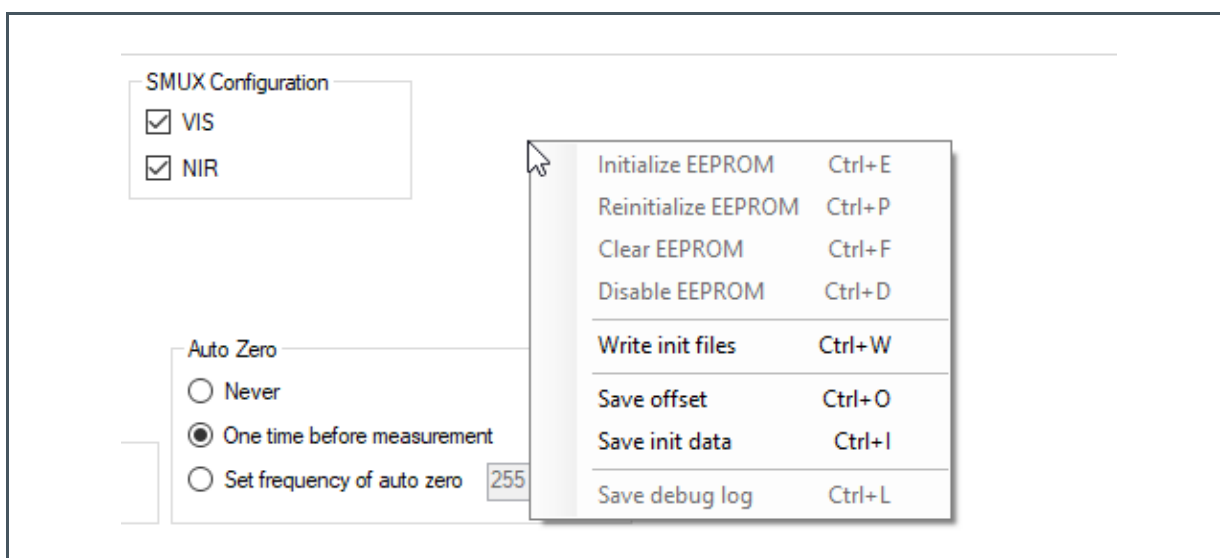 SMUX Configuration
VIS
NIR
Initialize EEPROM Ctrl+E
Reinitialize EEPROM Ctrl+P
Clear EEPROM Ctrl+F
Disable EEPROM Ctrl+D
Write init files Ctrl+W
Save offset Ctrl+O
Save init data Ctrl+I
Save debug log Ctrl+L
Auto Zero
Never
One time before measurement
Set frequency of auto zero 255